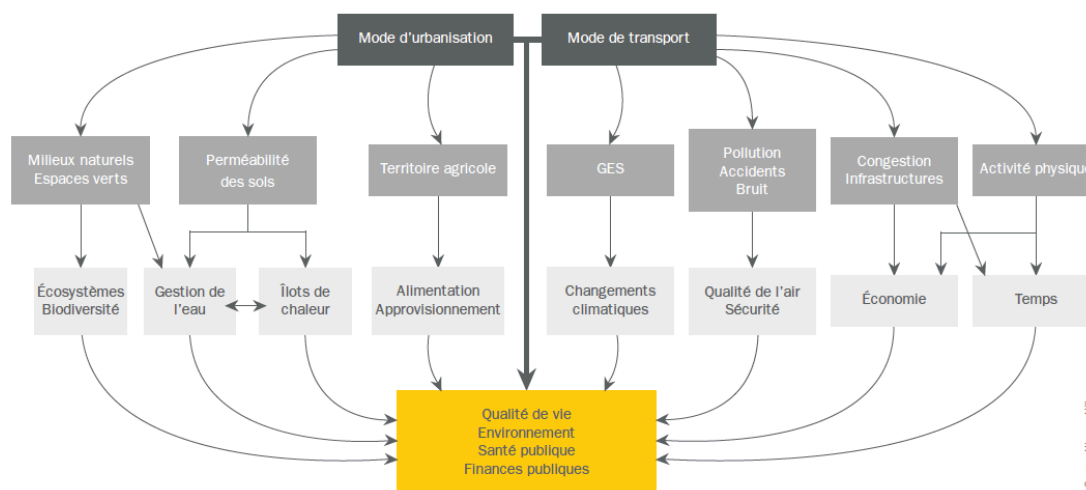 Mode d'urbanisation
Mode de transport
Milieux naturels
Espaces verts
Perméabilité
des sols
Territoire agricole
GES
Pollution
Accidents
Bruit
Congestion
Infrastructures
Activité physique
Écosystèmes
Biodiversité
Gestion de
l'eau
Îlots de
chaleur
Alimentation
Approvisionnement
Changements
climatiques
Qualité de l'air
Sécurité
Économie
Temps
Qualité de vie
Environnement
Santé publique
Finances publiques